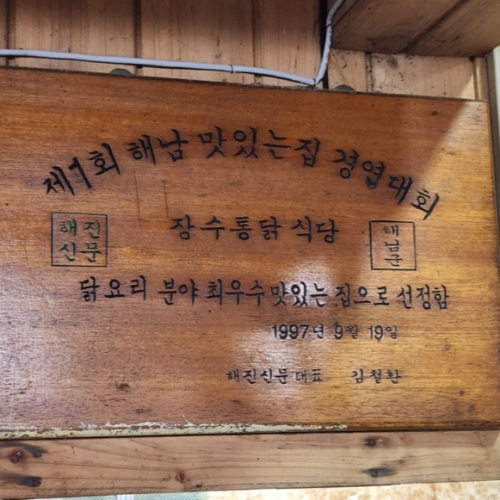 제1회 해남 맛있는집 경엽대회
해진
신문
장수통닭 식당
해남군
닭요리 분야 최우수맛있는 집으로 선정함
1997년 9월 19일
해진신문 대표 김철환